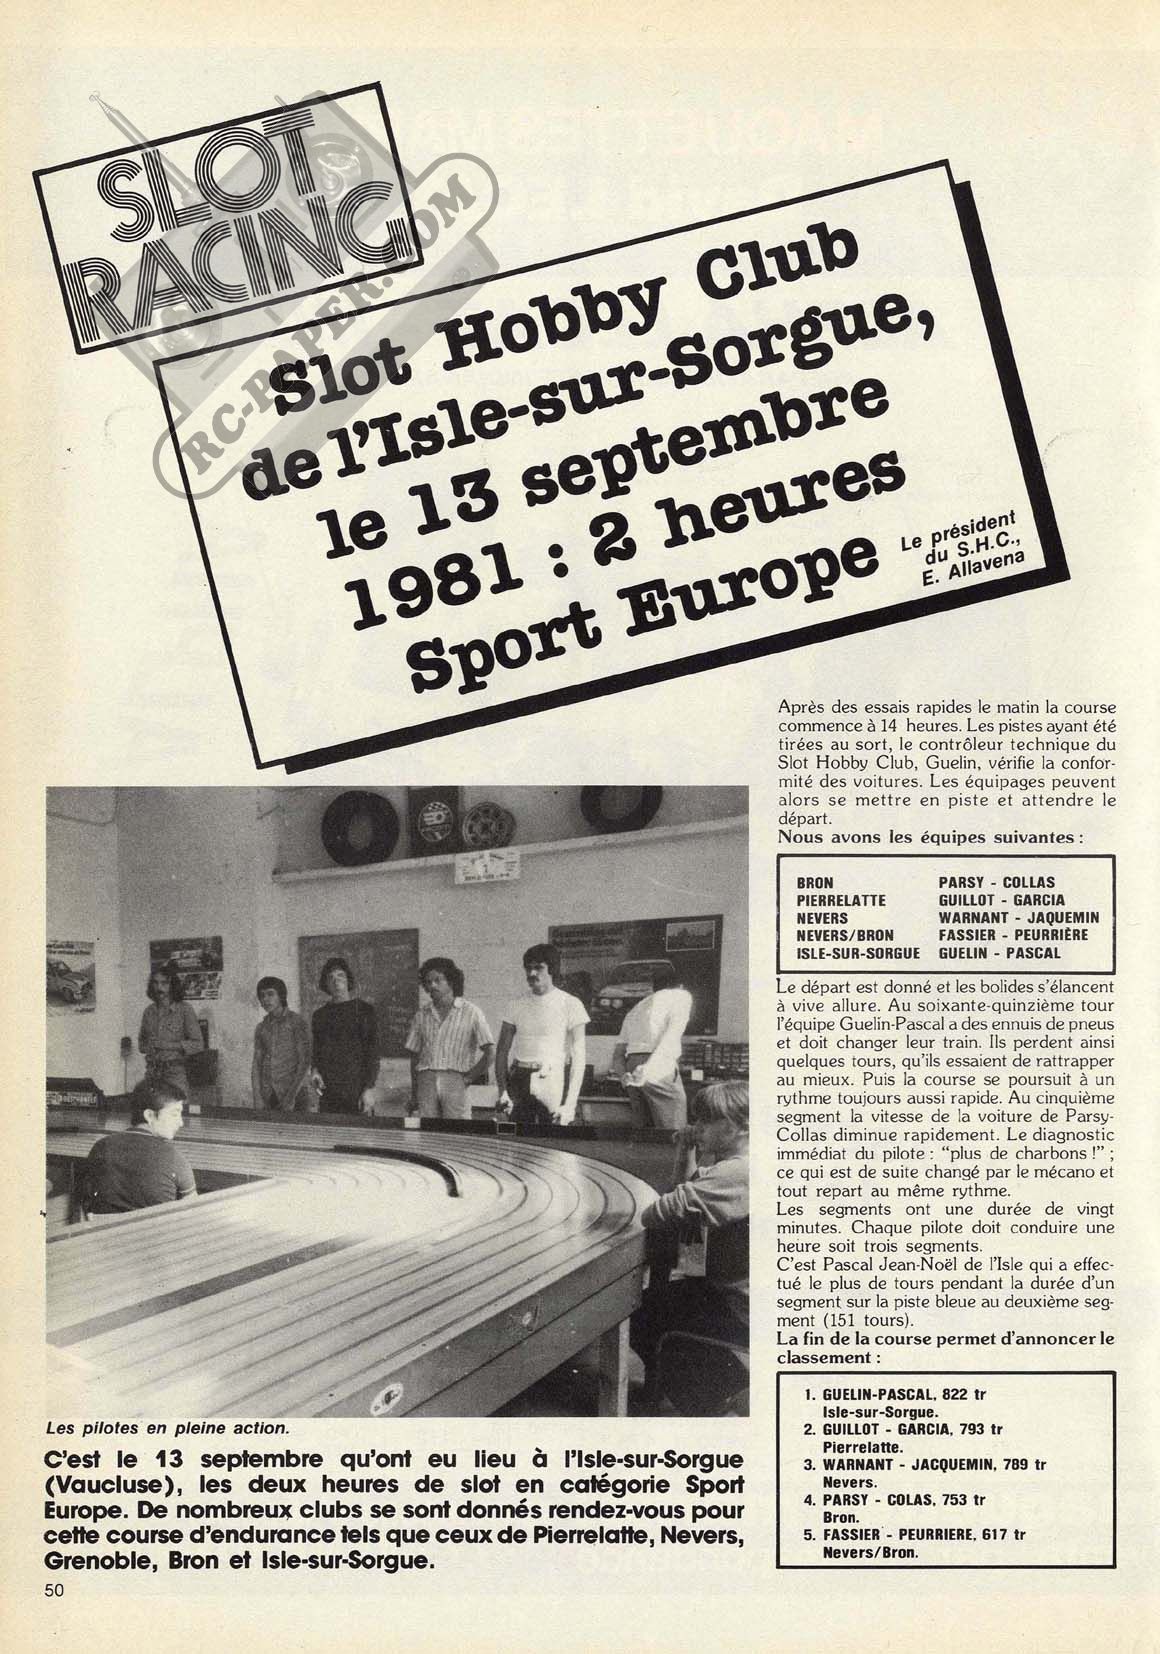 SLOT
RACING
RC-PAPER.COM
Slot Hobby Club
de l'Isle-sur-Sorgue,
le 13 septembre
1981 : 2 heures
Sport Europe
Le président
du S.H.C.,
E. Allavena
Les pilotes en pleine action.
C'est le 13 septembre qu'ont eu lieu à l'Isle-sur-Sorgue
(Vaucluse), les deux heures de slot en catégorie Sport
Europe. De nombreux clubs se sont donnés rendez-vous pour
cette course d'endurance tels que ceux de Pierrelatte, Nevers,
Grenoble, Bron et Isle-sur-Sorgue.
Après des essais rapides le matin la course
commence à 14 heures. Les pistes ayant été
tirées au sort, le contrôleur technique du
Slot Hobby Club, Guelin, vérifie la confor-
mité des voitures. Les équipages peuvent
alors se mettre en piste et attendre le
départ.
Nous avons les équipes suivantes :
BRON PARSY - COLLAS
PIERRELATTE GUILLOT - GARCIA
NEVERS WARNANT - JAQUEMIN
NEVERS/BRON FASSIER - PEURRIÈRE
ISLE-SUR-SORGUE GUELIN - PASCAL
Le départ est donné et les bolides s'élancent
à vive allure. Au soixante-quinzième tour
l'équipe Guelin-Pascal a des ennuis de pneus
et doit changer leur train. Ils perdent ainsi
quelques tours, qu'ils essaient de rattrapper
au mieux. Puis la course se poursuit à un
rythme toujours aussi rapide. Au cinquième
segment la vitesse de la voiture de Parsy-
Collas diminue rapidement. Le diagnostic
immédiat du pilote : "plus de charbons !" ;
ce qui est de suite changé par le mécano et
tout repart au même rythme.
Les segments ont une durée de vingt
minutes. Chaque pilote doit conduire une
heure soit trois segments.
C'est Pascal Jean-Noël de l'Isle qui a effec-
tué le plus de tours pendant la durée d'un
segment sur la piste bleue au deuxième seg-
ment (151 tours).
La fin de la course permet d'annoncer le
classement :
1. GUELIN-PASCAL, 822 tr
Isle-sur-Sorgue.
2. GUILLOT - GARCIA, 793 tr
Pierrelatte.
3. WARNANT - JACQUEMIN, 789 tr
Nevers.
4. PARSY - COLAS, 753 tr
Bron.
5. FASSIER - PEURRIERE, 617 tr
Nevers/Bron.
50